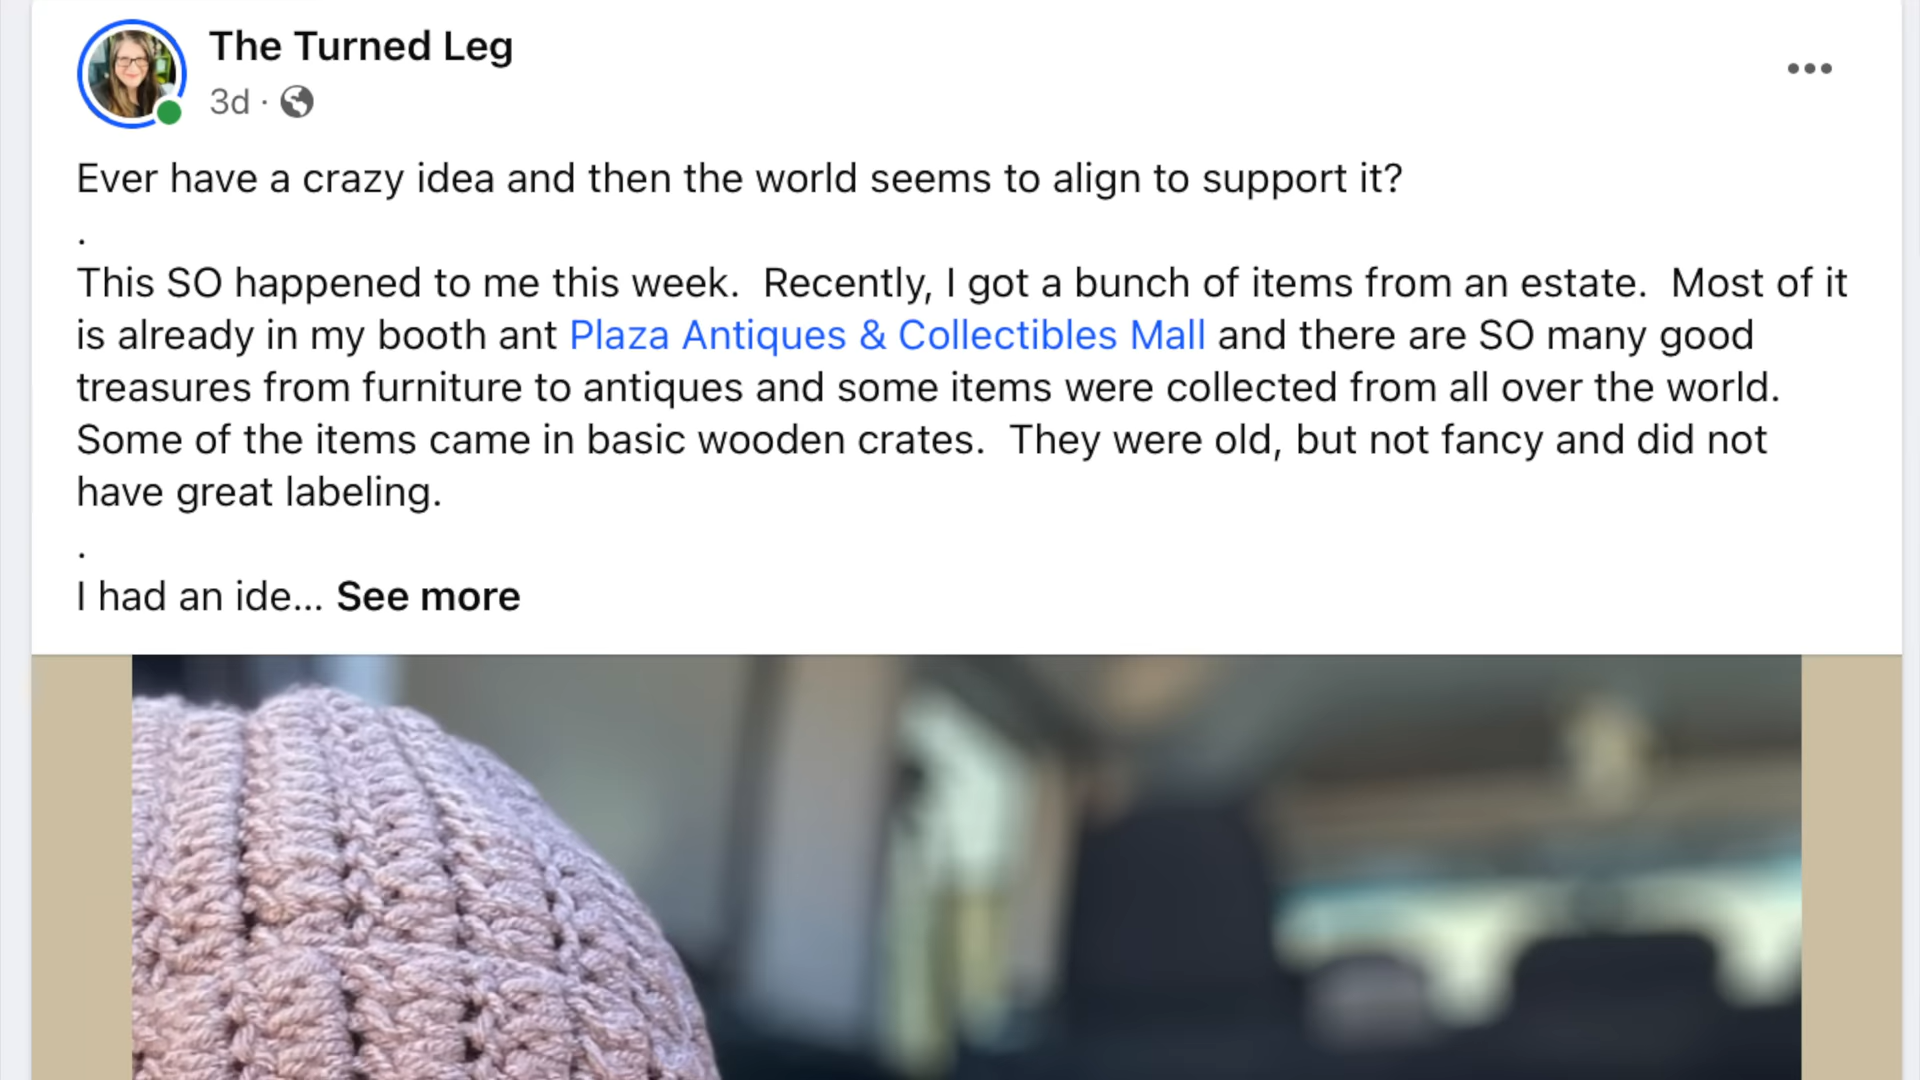 The Turned Leg
3d ·
Ever have a crazy idea and then the world seems to align to support it?
.
This SO happened to me this week.  Recently, I got a bunch of items from an estate.  Most of it
is already in my booth ant Plaza Antiques & Collectibles Mall and there are SO many good
treasures from furniture to antiques and some items were collected from all over the world.
Some of the items came in basic wooden crates.  They were old, but not fancy and did not
have great labeling.
.
I had an ide... See more